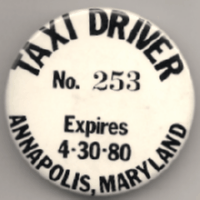 TAXI DRIVER
No. 253
Expires
4-30-80
ANNAPOLIS, MARYLAND